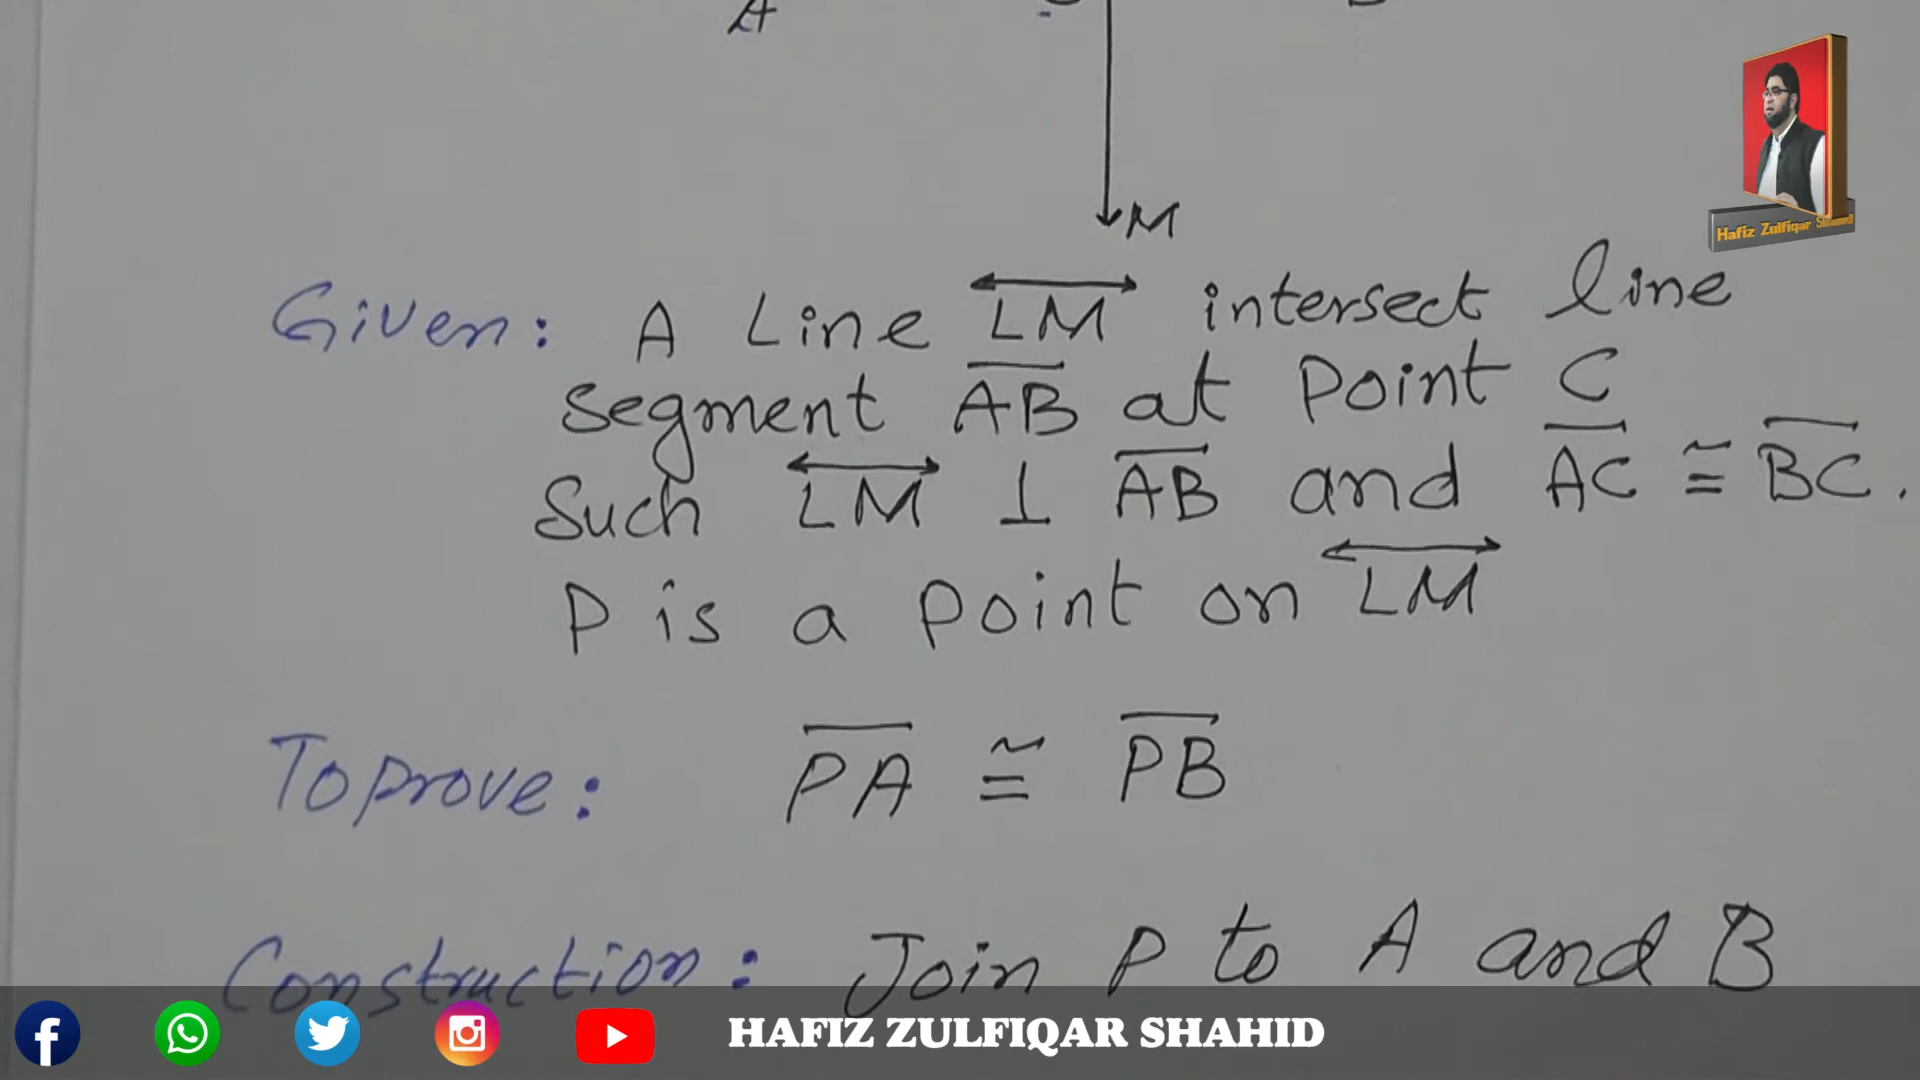 A
M
Given: A Line LM intersect line
segment AB at Point C
Such LM ⊥ AB and AC ≅ BC.
P is a point on LM
To prove: PA ≅ PB
Construction: Join P to A and B
Hafiz Zulfiqar
HAFIZ ZULFIQAR SHAHID